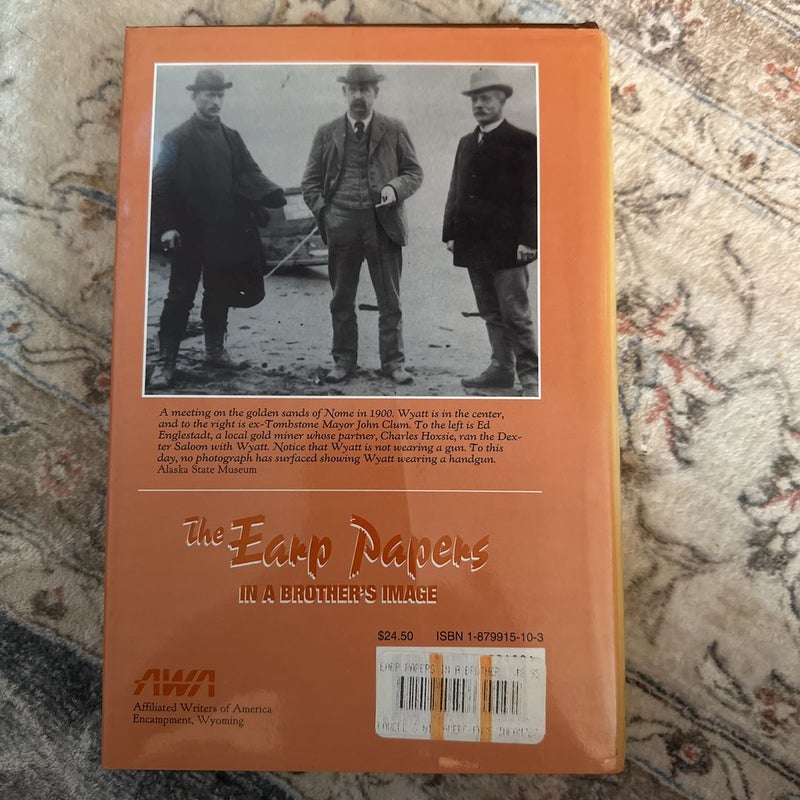 A meeting on the golden sands of Nome in 1900. Wyatt is in the center,
and to the right is ex-Tombstone Mayor John Clum. To the left is Ed
Englestadt, a local gold miner whose partner, Charles Hoxsie, ran the Dex-
ter Saloon with Wyatt. Notice that Wyatt is not wearing a gun. To this
day, no photograph has surfaced showing Wyatt wearing a handgun.
Alaska State Museum
The Earp Papers
IN A BROTHER'S IMAGE
$24.50 ISBN 1-879915-10-3
EARP PAPERS IN A BROTHER
AWA
Affiliated Writers of America
Encampment, Wyoming